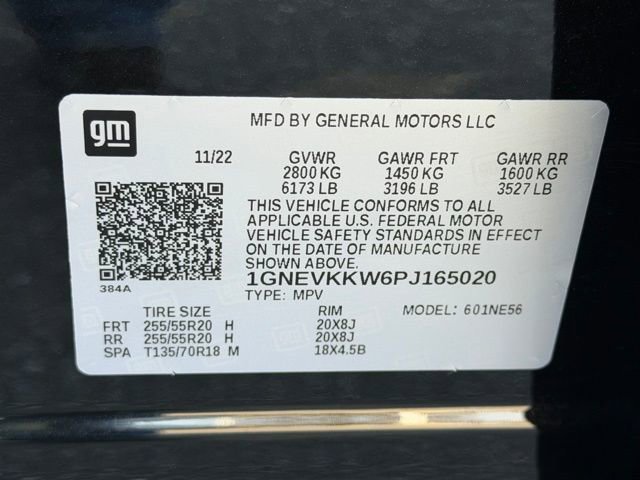 gm
MFD BY GENERAL MOTORS LLC
11/22 GVWR GAWR FRT GAWR RR
2800 KG 1450 KG 1600 KG
6173 LB 3196 LB 3527 LB
THIS VEHICLE CONFORMS TO ALL
APPLICABLE U.S. FEDERAL MOTOR
VEHICLE SAFETY STANDARDS IN EFFECT
ON THE DATE OF MANUFACTURE
SHOWN ABOVE.
384A
1GNEVKKW6PJ165020
TYPE: MPV
TIRE SIZE RIM MODEL: 601NE56
FRT 255/55R20 H 20X8J
RR 255/55R20 H 20X8J
SPA T135/70R18 M 18X4.5B